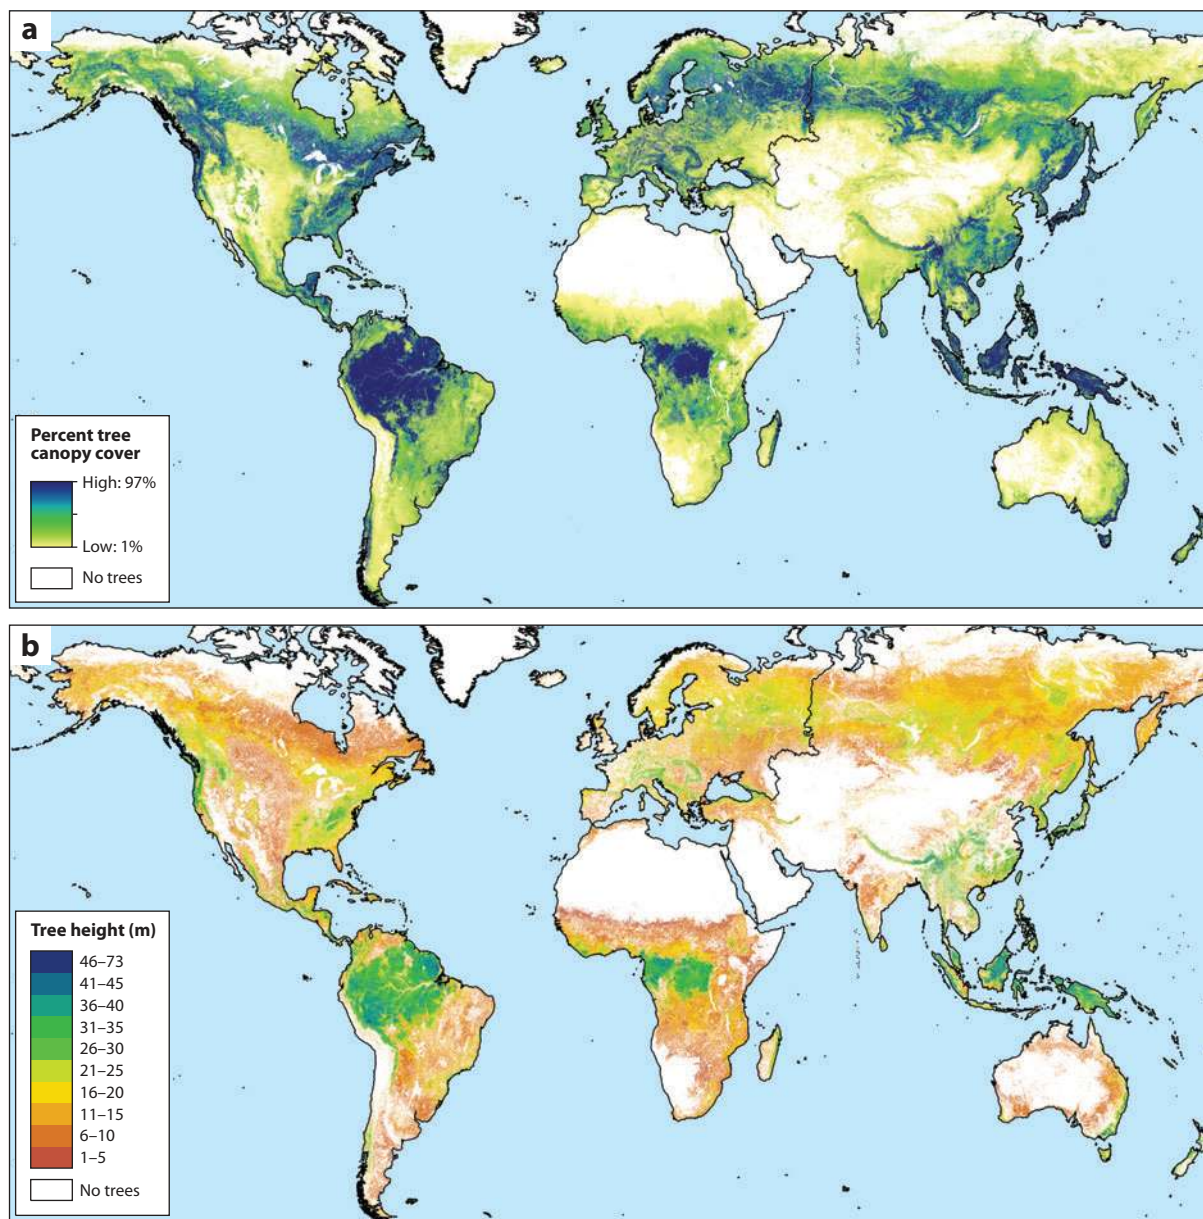 a
Percent tree
canopy cover
High: 97%
Low: 1%
No trees
b
Tree height (m)
46–73
41–45
36–40
31–35
26–30
21–25
16–20
11–15
6–10
1–5
No trees